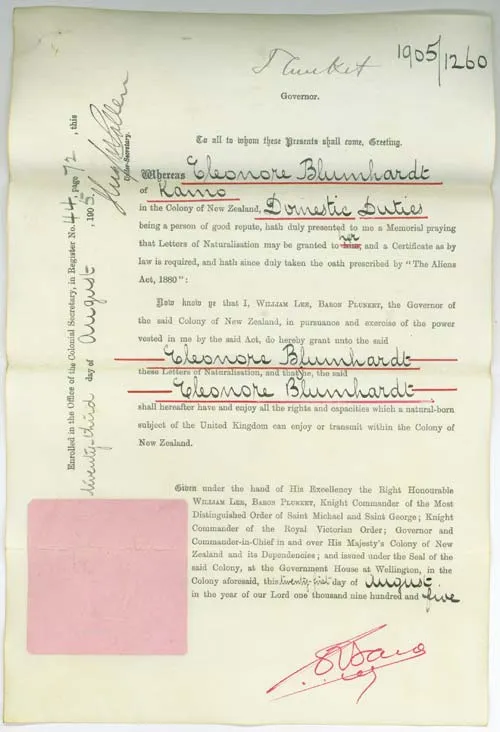 1905/1260
Plunket
Governor.
To all to whom these Presents shall come, Greeting.
Whereas Eleonore Blumhardt
of Kamo
in the Colony of New Zealand, Domestic Duties
being a person of good repute, hath duly presented to me a Memorial praying
that Letters of Naturalisation may be granted to him, her and a Certificate as by
law is required, and hath since duly taken the oath prescribed by "The Aliens
Act, 1880":
Now know ye that I, WILLIAM LEE, BARON PLUNKET, the Governor of
the said Colony of New Zealand, in pursuance and exercise of the power
vested in me by the said Act, do hereby grant unto the said
Eleonore Blumhardt
these Letters of Naturalisation, and that she, the said
Eleonore Blumhardt
shall hereafter have and enjoy all the rights and capacities which a natural-born
subject of the United Kingdom can enjoy or transmit within the Colony of
New Zealand.
Given under the hand of His Excellency the Right Honourable
WILLIAM LEE, BARON PLUNKET, Knight Commander of the Most
Distinguished Order of Saint Michael and Saint George; Knight
Commander of the Royal Victorian Order; Governor and
Commander-in-Chief in and over His Majesty's Colony of New
Zealand and its Dependencies; and issued under the Seal of the
said Colony, at the Government House at Wellington, in the
Colony aforesaid, this twenty-first day of August
in the year of our Lord one thousand nine hundred and five
Enrolled in the Office of the Colonial Secretary, in Register No. 44, page 72, this
twenty-third day of August, 1905.
Hugh Pollen
Under-Secretary.